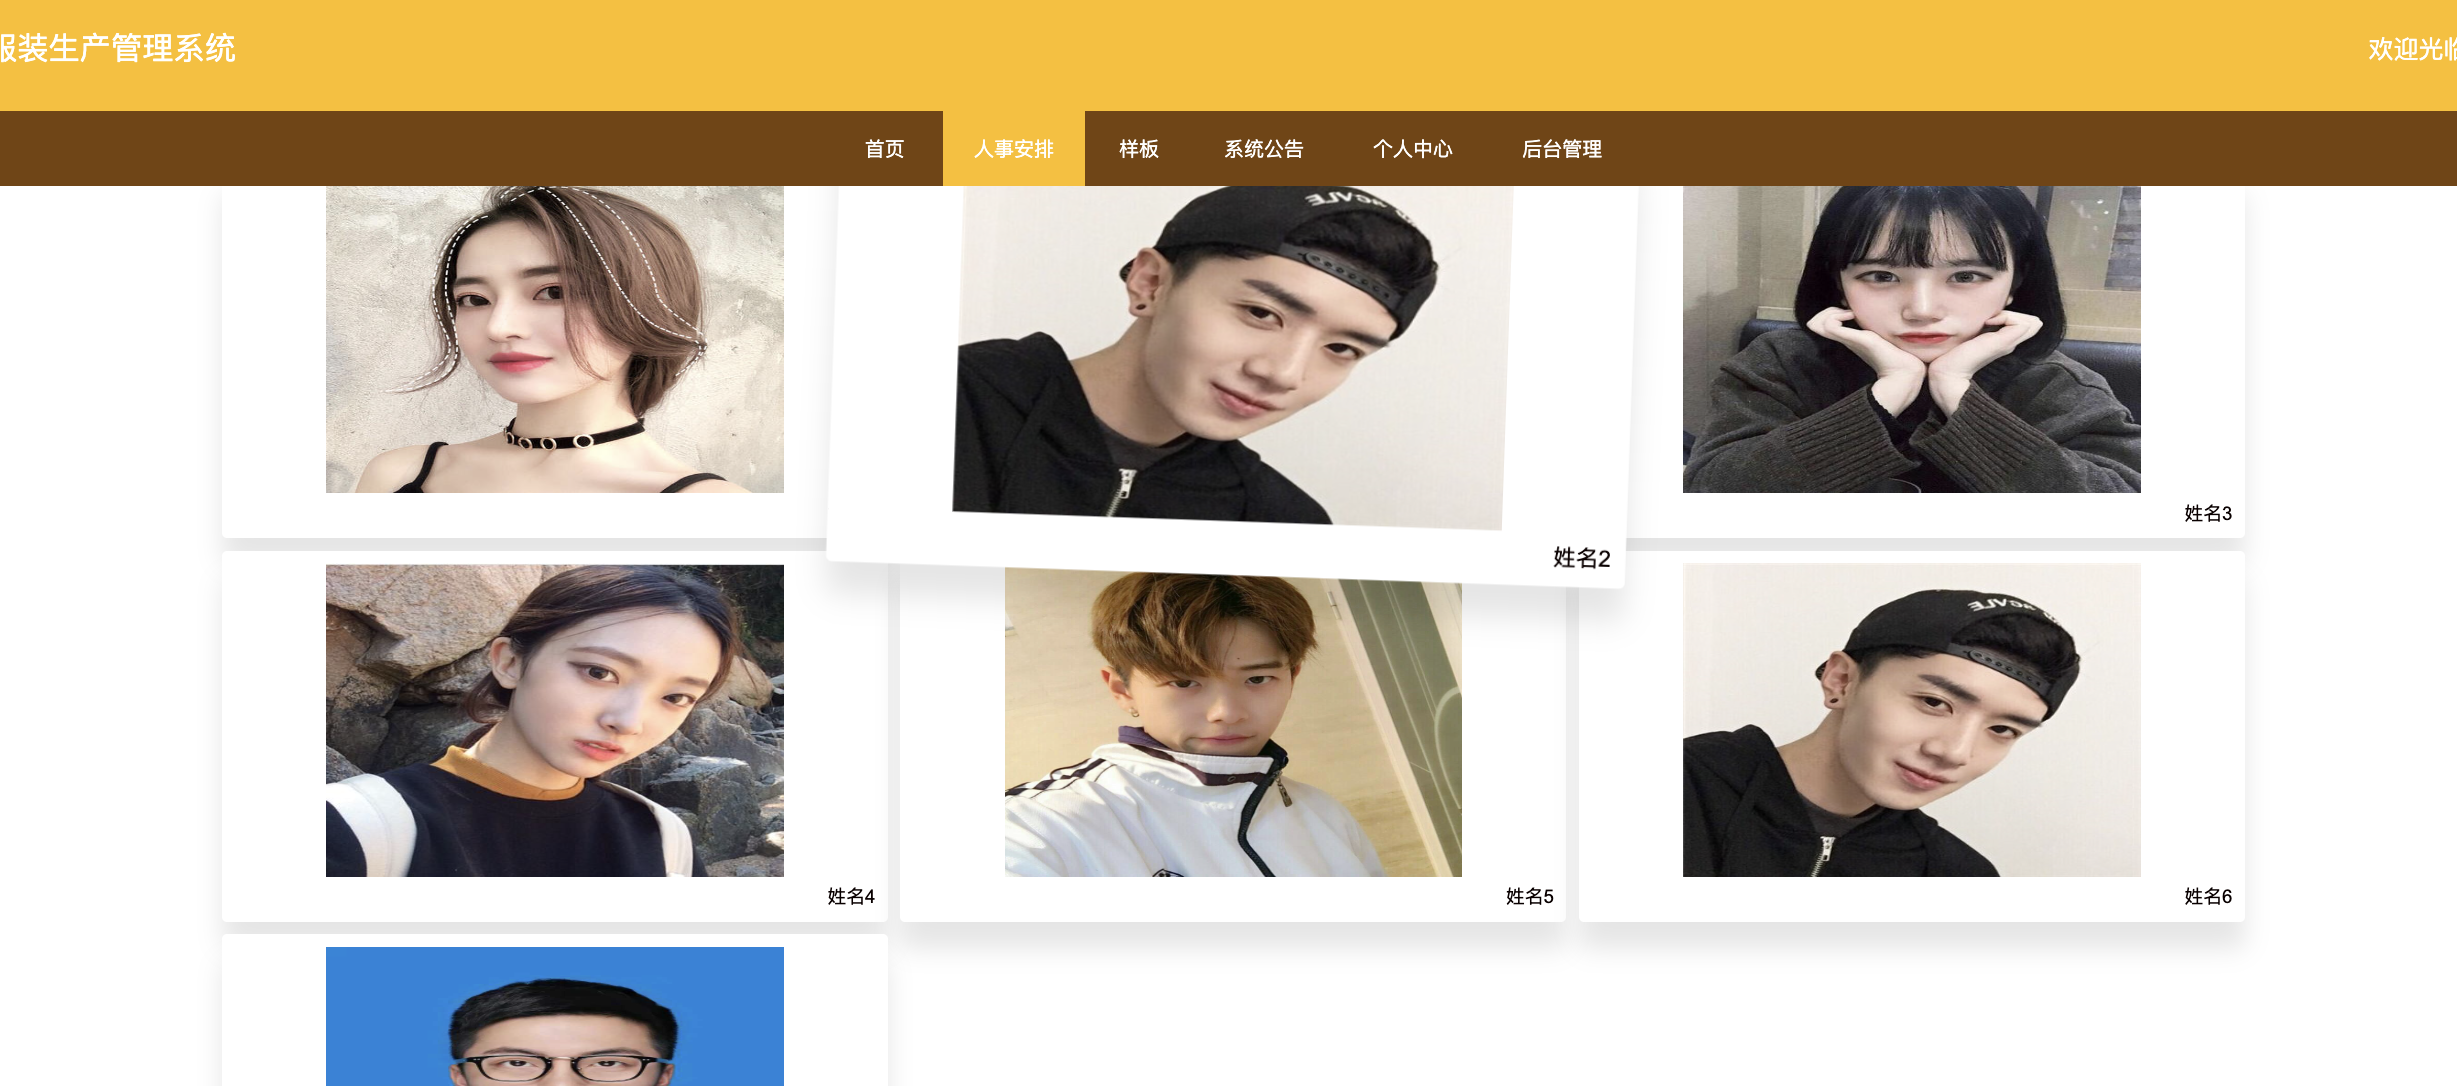 服装生产管理系统
欢迎光临
首页
人事安排
样板
系统公告
个人中心
后台管理
姓名2
姓名3
姓名4
姓名5
姓名6